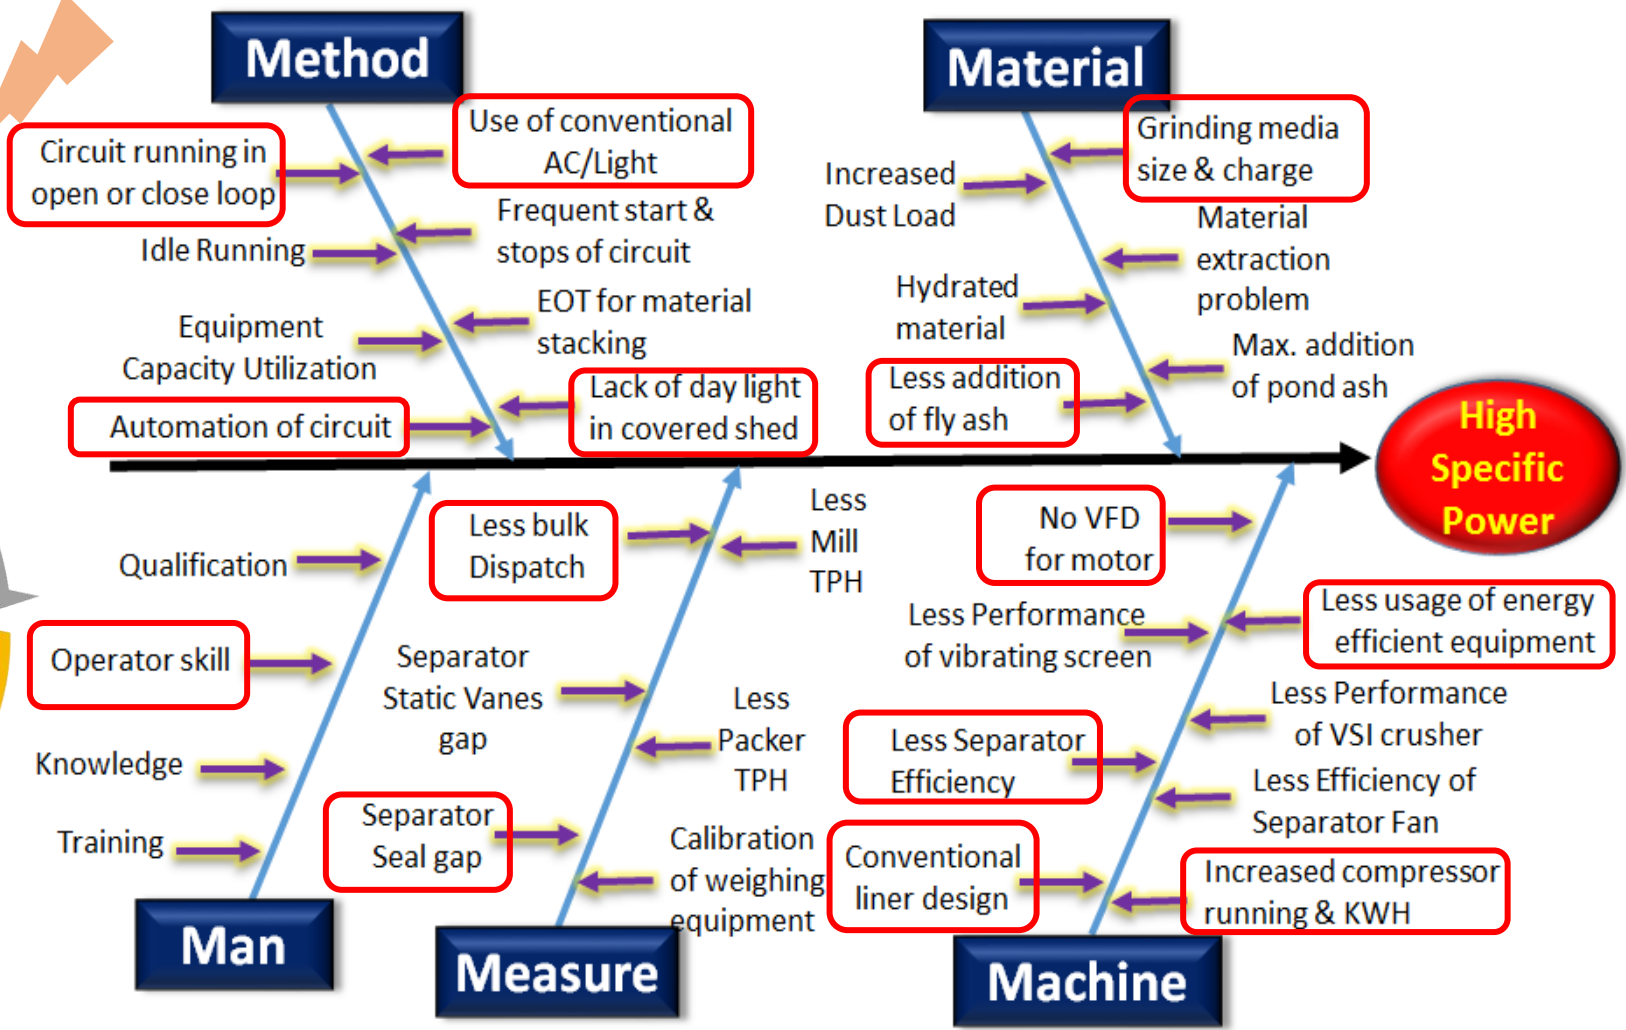 Method
Material
Circuit running in
open or close loop
Use of conventional
AC/Light
Idle Running
Frequent start &
stops of circuit
Equipment
Capacity Utilization
EOT for material
stacking
Automation of circuit
Lack of day light
in covered shed
Increased
Dust Load
Grinding media
size & charge
Hydrated
material
Material
extraction
problem
Less addition
of fly ash
Max. addition
of pond ash
High
Specific
Power
Qualification
Operator skill
Knowledge
Training
Less bulk
Dispatch
Less
Mill
TPH
Separator
Static Vanes
gap
Less
Packer
TPH
Separator
Seal gap
Calibration
of weighing
equipment
No VFD
for motor
Less usage of energy
efficient equipment
Less Performance
of vibrating screen
Less Performance
of VSI crusher
Less Separator
Efficiency
Less Efficiency of
Separator Fan
Conventional
liner design
Increased compressor
running & KWH
Man
Measure
Machine